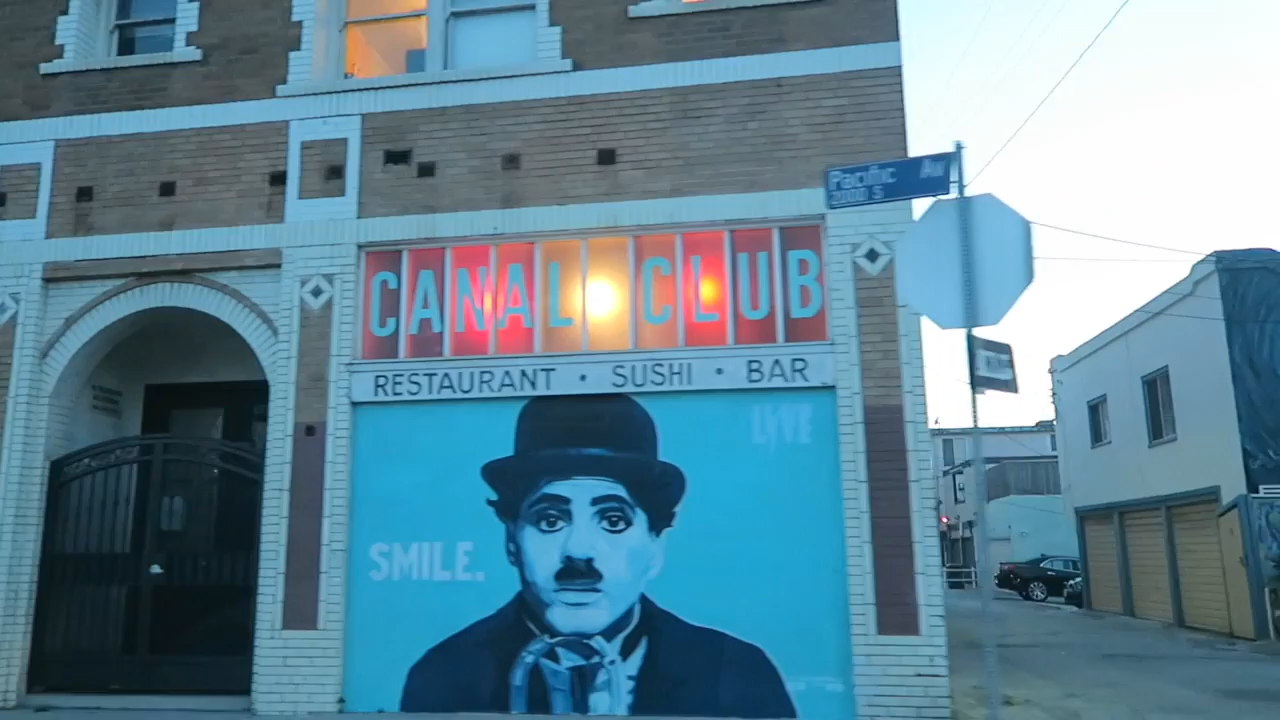 Pacific Av
CANAL CLUB
RESTAURANT • SUSHI • BAR
LIVE
SMILE.